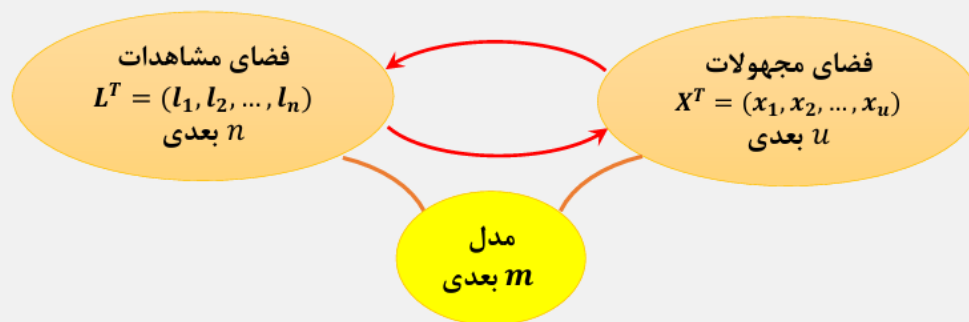 فضای مشاهدات
L^T = (l_1, l_2, ..., l_n)
n بعدی
فضای مجهولات
X^T = (x_1, x_2, ..., x_u)
u بعدی
مدل
m بعدی